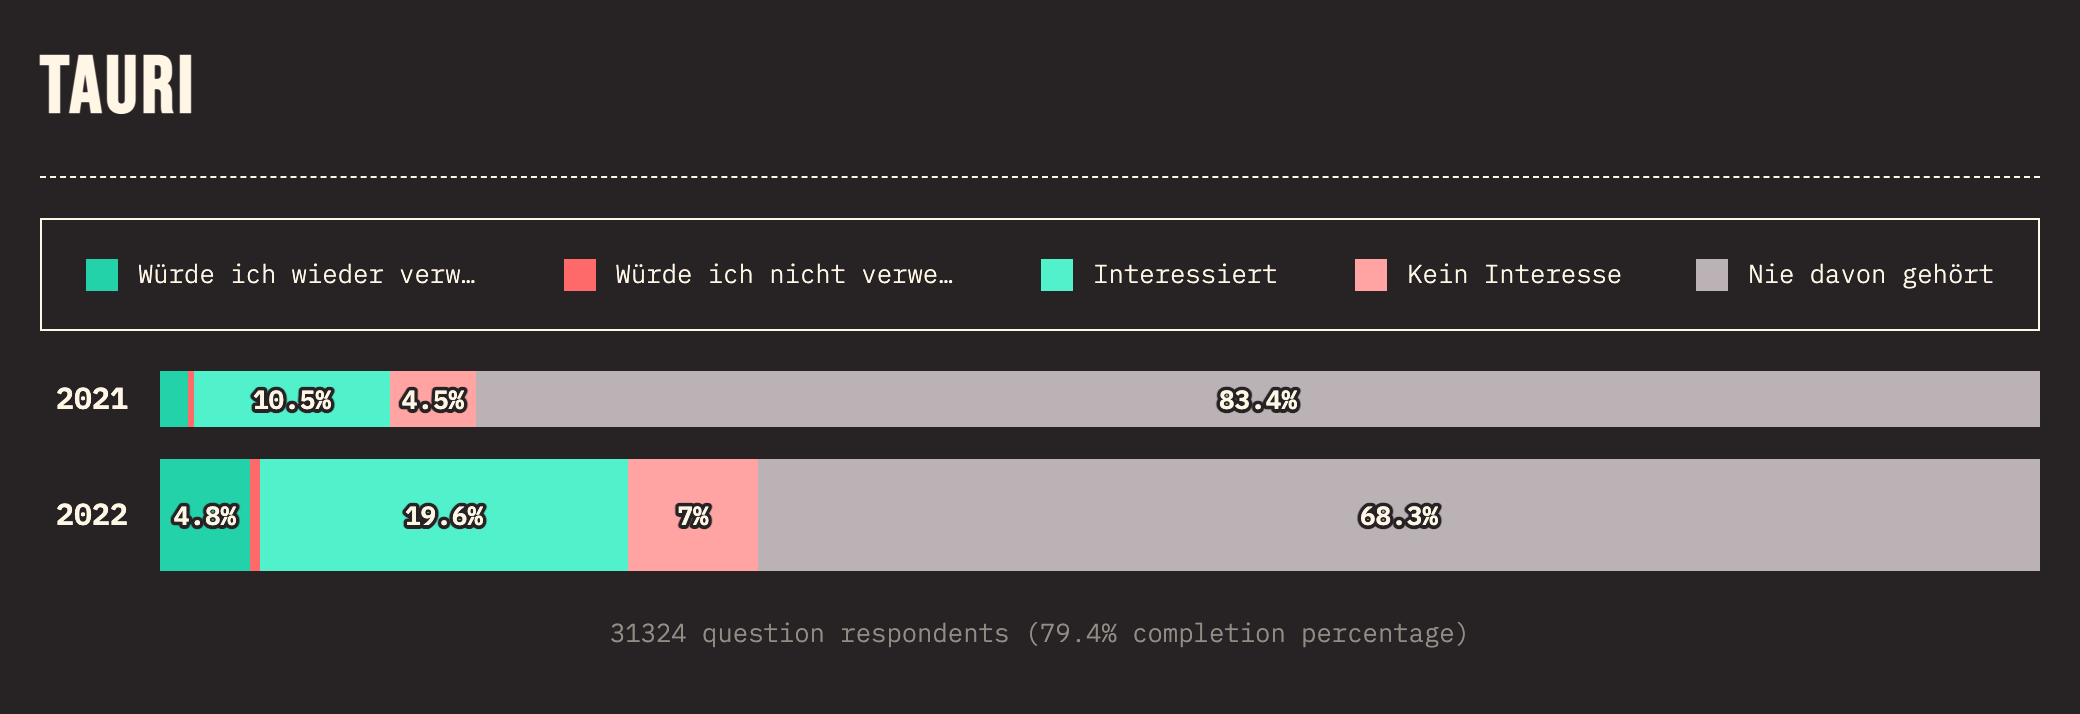 TAURI
Würde ich wieder verw… Würde ich nicht verwe… Interessiert Kein Interesse Nie davon gehört
2021 10.5% 4.5% 83.4%
2022 4.8% 19.6% 7% 68.3%
31324 question respondents (79.4% completion percentage)